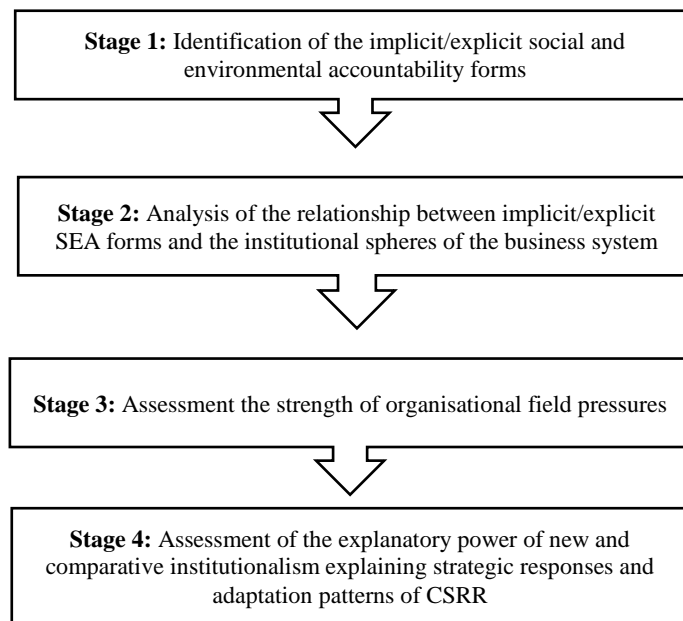 Stage 1: Identification of the implicit/explicit social and
environmental accountability forms
Stage 2: Analysis of the relationship between implicit/explicit
SEA forms and the institutional spheres of the business system
Stage 3: Assessment the strength of organisational field pressures
Stage 4: Assessment of the explanatory power of new and
comparative institutionalism explaining strategic responses and
adaptation patterns of CSRR